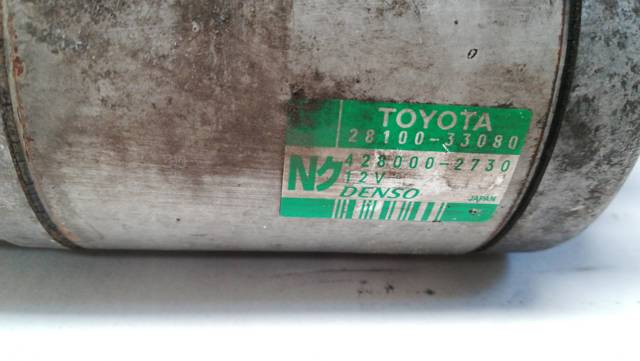 TOYOTA
28100-33080
428000-2730
Nク 12V
DENSO
JAPAN